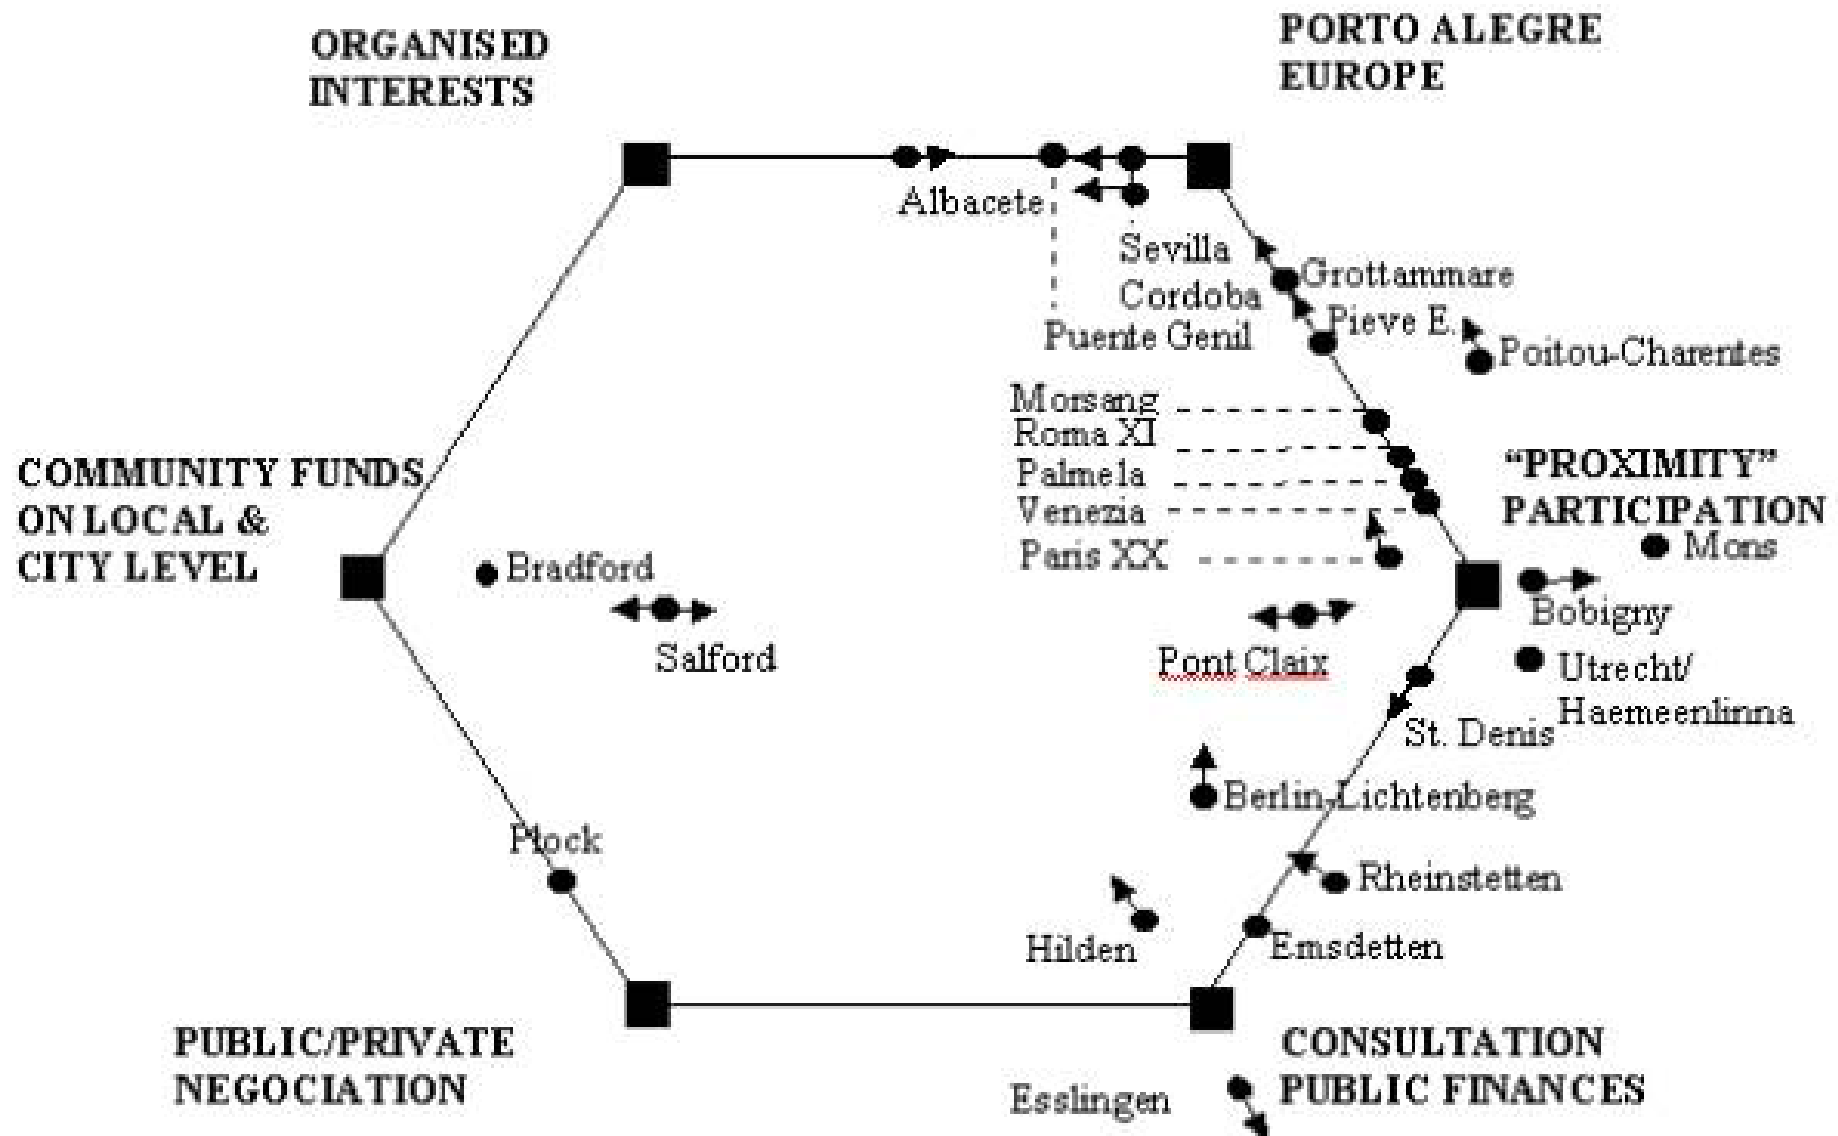 ORGANISED
INTERESTS
PORTO ALEGRE
EUROPE
Albacete
Sevilla
Cordoba
Puente Genil
Grottammare
Pieve E.
Poitou-Charentes
Morsang
Roma XI
Palmela
Venezia
Paris XX
COMMUNITY FUNDS
ON LOCAL &
CITY LEVEL
“PROXIMITY”
PARTICIPATION
Mons
Bradford
Salford
Bobigny
Pont Claix
Utrecht/
Haemeenlinna
St. Denis
Berlin-Lichtenberg
Plock
Rheinstetten
Hilden
Emsdetten
PUBLIC/PRIVATE
NEGOCIATION
CONSULTATION
PUBLIC FINANCES
Esslingen